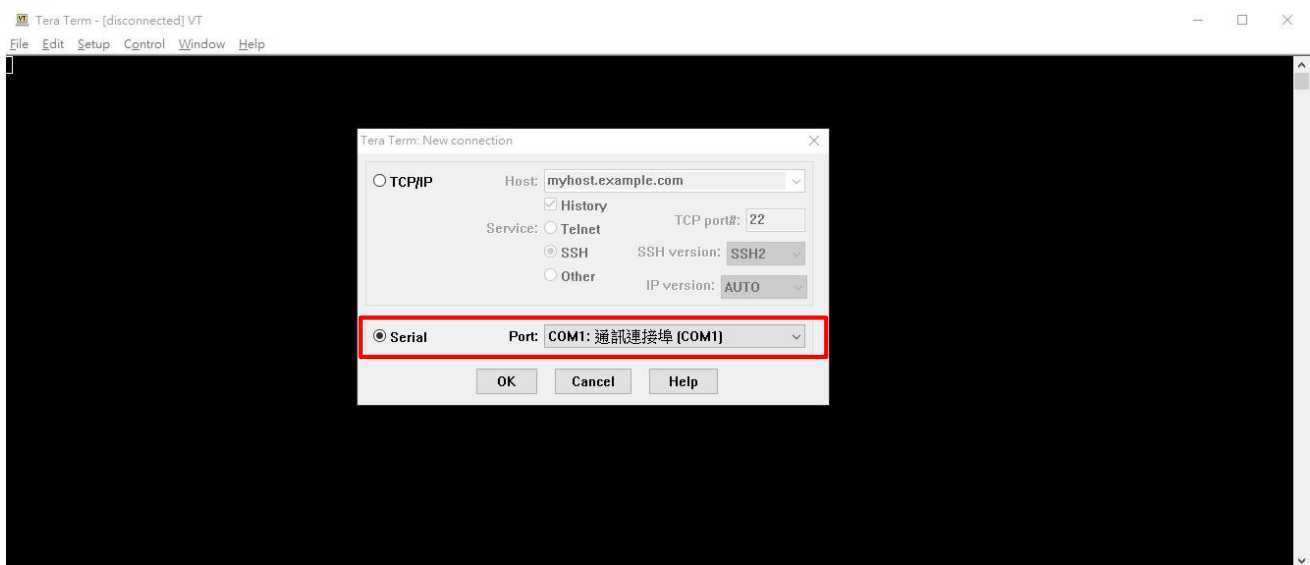 VT Tera Term - [disconnected] VT
File Edit Setup Control Window Help
Tera Term: New connection
TCP/IP Host: myhost.example.com
History
Service: Telnet TCP port#: 22
SSH SSH version: SSH2
Other IP version: AUTO
Serial Port: COM1: 通訊連接埠 (COM1)
OK Cancel Help